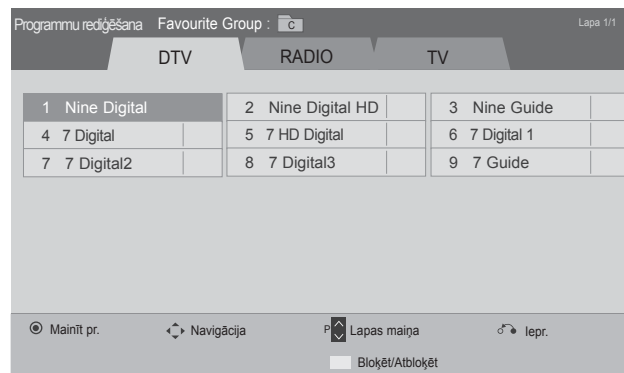 Programmu rediģēšana Favourite Group : C Lapa 1/1
DTV RADIO TV
1 Nine Digital 2 Nine Digital HD 3 Nine Guide
4 7 Digital 5 7 HD Digital 6 7 Digital 1
7 7 Digital2 8 7 Digital3 9 7 Guide
Mainīt pr. Navigācija P Lapas maiņa Iepr.
Bloķēt/Atbloķēt